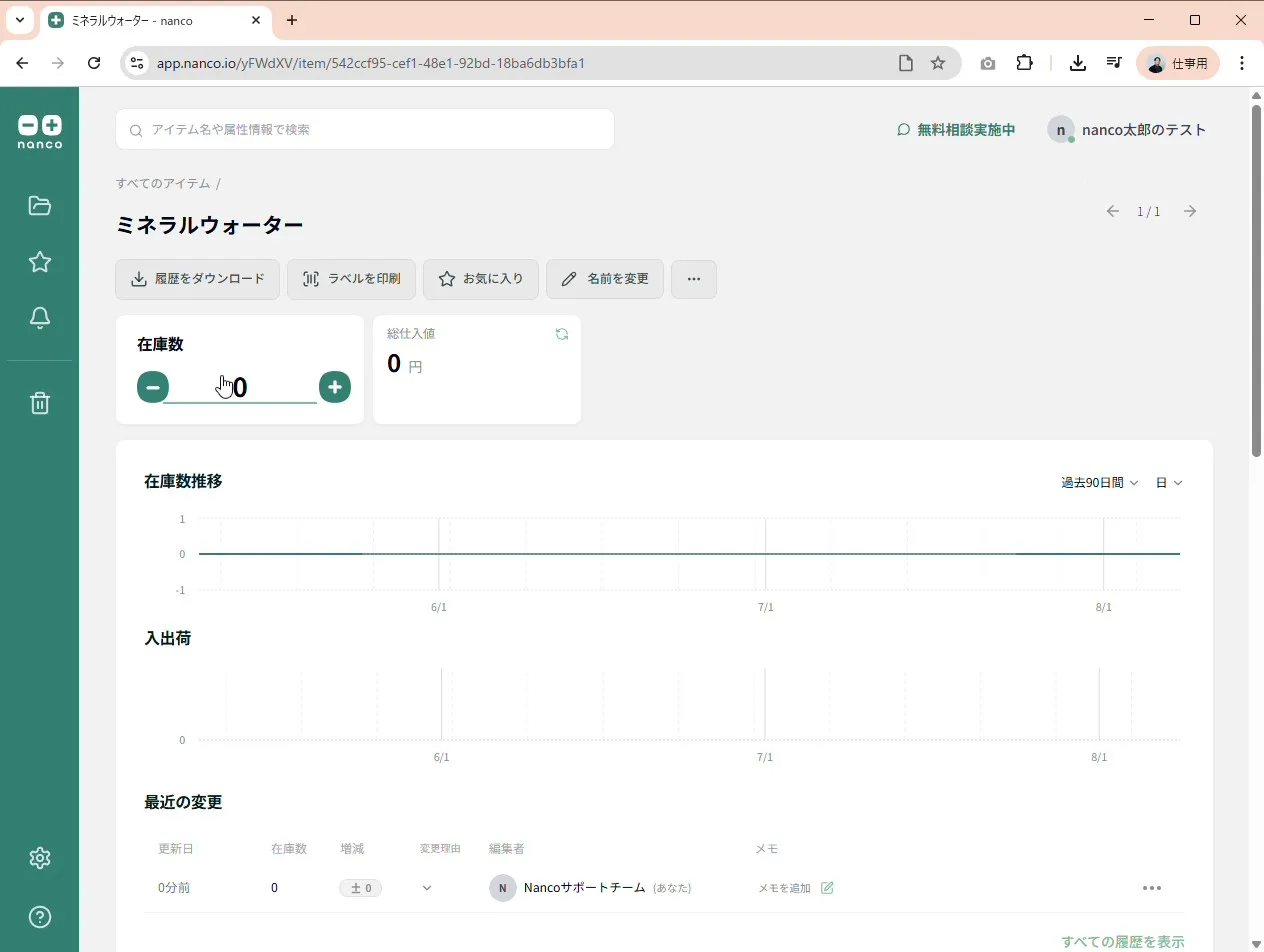 ミネラルウォーター - nanco
app.nanco.io/yFWdXV/item/542ccf95-cef1-48e1-92bd-18ba6db3bfa1
仕事用
nanco
アイテム名や属性情報で検索
無料相談実施中
n
nanco太郎のテスト
すべてのアイテム /
ミネラルウォーター
1 / 1
履歴をダウンロード
ラベルを印刷
お気に入り
名前を変更
在庫数
0
総仕入値
0 円
在庫数推移
過去90日間
日
1
0
-1
6/1
7/1
8/1
入出荷
0
6/1
7/1
8/1
最近の変更
更新日
在庫数
増減
変更理由
編集者
メモ
0分前
0
± 0
N
Nancoサポートチーム (あなた)
メモを追加
すべての履歴を表示